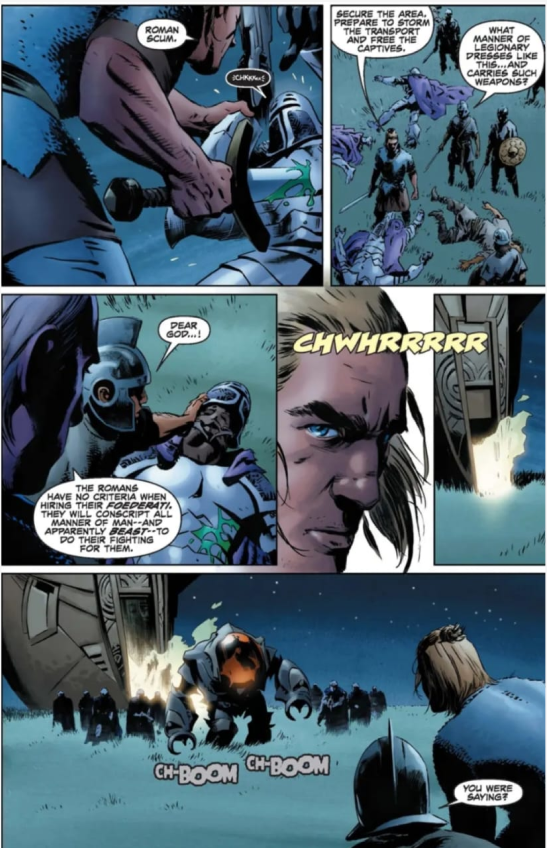 ROMAN
SCUM.
SECURE THE AREA.
PREPARE TO STORM
THE TRANSPORT
AND FREE THE
CAPTIVES.
WHAT
MANNER OF
LEGIONARY
DRESSES LIKE
THIS...AND
CARRIES SUCH
WEAPONS?
DEAR
GOD...!
THE ROMANS
HAVE NO CRITERIA WHEN
HIRING THEIR FOEDERATI.
THEY WILL CONSCRIPT ALL
MANNER OF MAN--AND
APPARENTLY BEAST--TO
DO THEIR FIGHTING
FOR THEM.
CHWHRRRRR
CH-BOOM CH-BOOM
YOU WERE
SAYING?